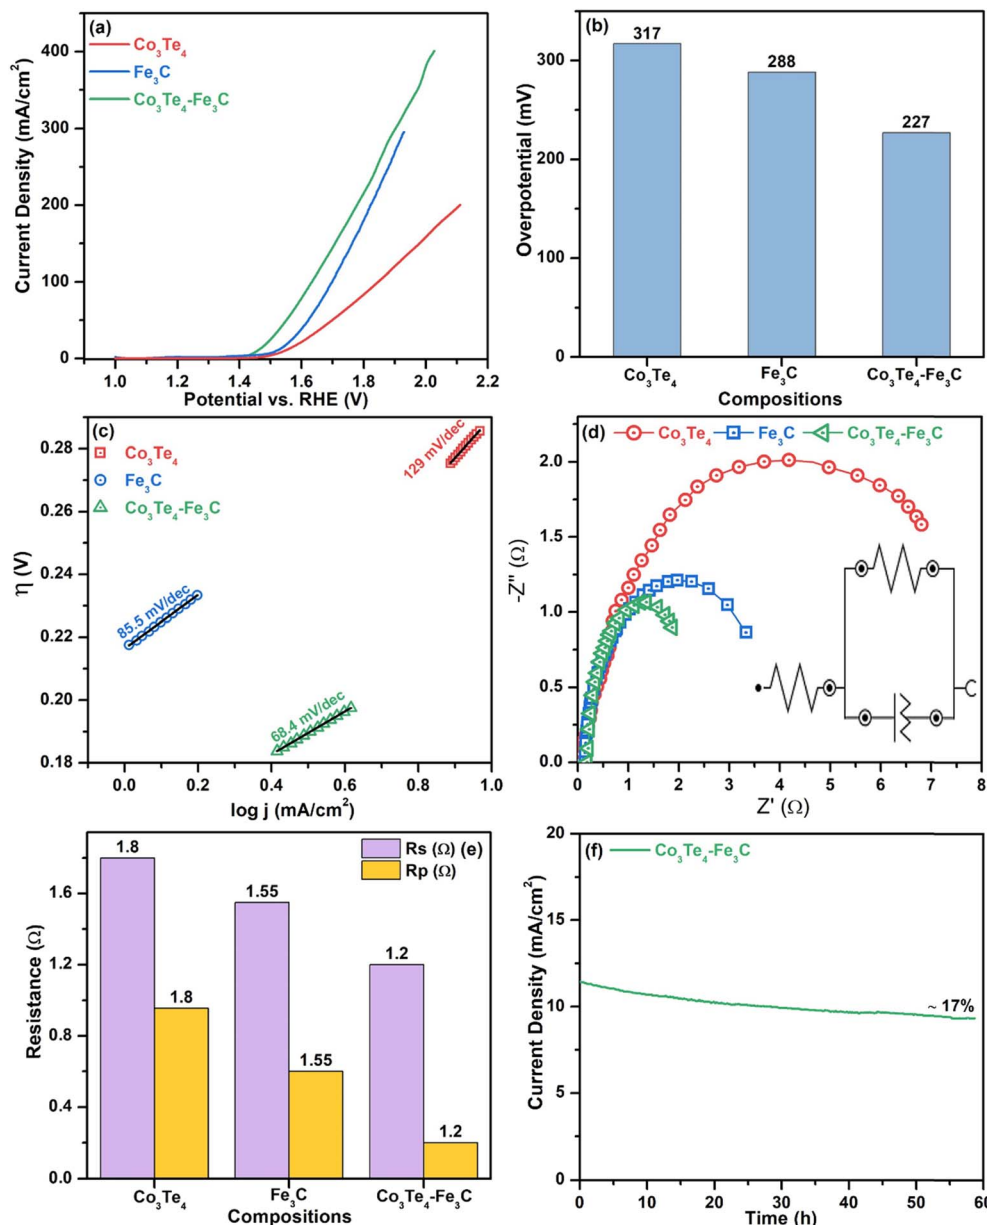 (a)
Co₃Te₄
Fe₃C
Co₃Te₄-Fe₃C
Current Density (mA/cm²)
400
300
200
100
0
1.0 1.2 1.4 1.6 1.8 2.0 2.2
Potential vs. RHE (V)
(b)
Overpotential (mV)
300
200
100
0
317
288
227
Co₃Te₄ Fe₃C Co₃Te₄-Fe₃C
Compositions
(c)
Co₃Te₄
Fe₃C
Co₃Te₄-Fe₃C
η (V)
0.28
0.26
0.24
0.22
0.20
0.18
129 mV/dec
85.5 mV/dec
68.4 mV/dec
0.0 0.2 0.4 0.6 0.8 1.0
log j (mA/cm²)
(d)
Co₃Te₄ Fe₃C Co₃Te₄-Fe₃C
-Z'' (Ω)
2.0
1.5
1.0
0.5
0.0
0 1 2 3 4 5 6 7 8
Z' (Ω)
Rs (Ω) (e)
Rp (Ω)
Resistance (Ω)
1.6
1.2
0.8
0.4
0.0
1.8
1.8
1.55
1.55
1.2
1.2
Co₃Te₄ Fe₃C Co₃Te₄-Fe₃C
Compositions
(f)
Co₃Te₄-Fe₃C
Current Density (mA/cm²)
20
15
10
5
0
~ 17%
0 10 20 30 40 50 60
Time (h)